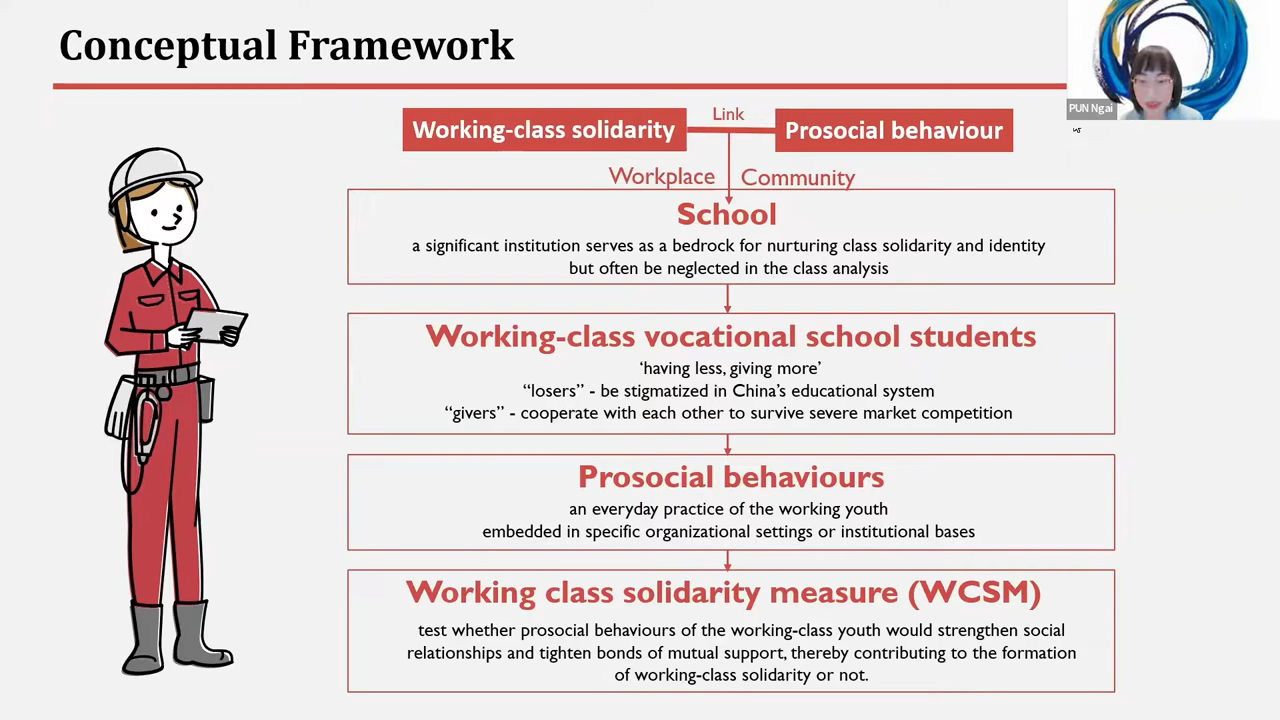 Conceptual Framework
PUN Ngai
Working-class solidarity
Link
Prosocial behaviour
Workplace
Community
School
a significant institution serves as a bedrock for nurturing class solidarity and identity
but often be neglected in the class analysis
Working-class vocational school students
‘having less, giving more’
“losers” - be stigmatized in China’s educational system
“givers” - cooperate with each other to survive severe market competition
Prosocial behaviours
an everyday practice of the working youth
embedded in specific organizational settings or institutional bases
Working class solidarity measure (WCSM)
test whether prosocial behaviours of the working-class youth would strengthen social
relationships and tighten bonds of mutual support, thereby contributing to the formation
of working-class solidarity or not.